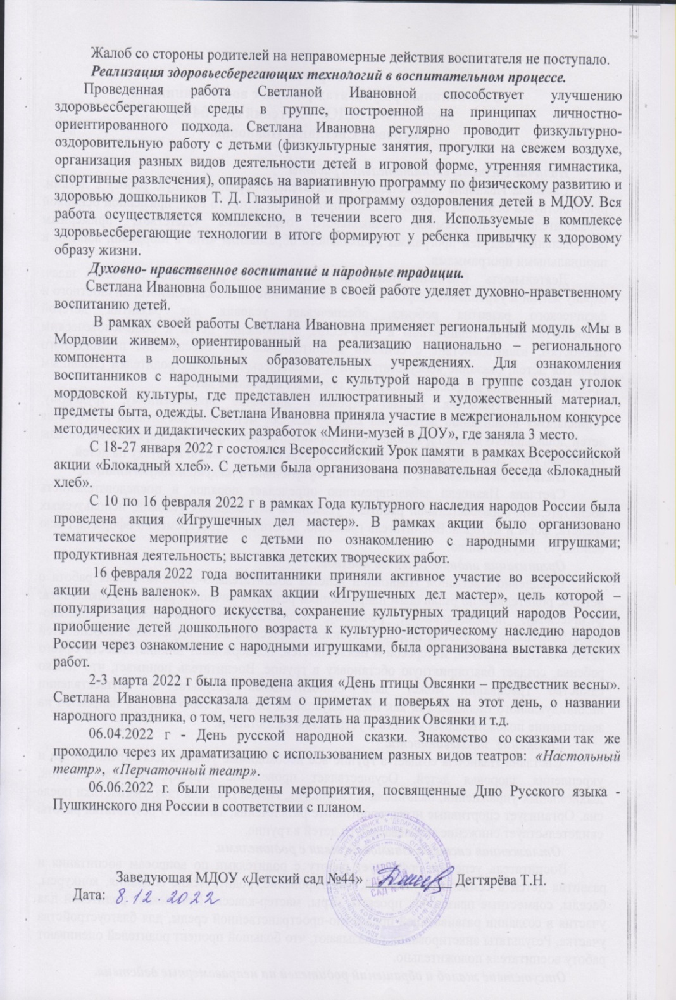 Жалоб со стороны родителей на неправомерные действия воспитателя не поступало.
Реализация здоровьесберегающих технологий в воспитательном процессе.
Проведенная работа Светланой Ивановной способствует улучшению
здоровьесберегающей среды в группе, построенной на принципах личностно-
ориентированного подхода. Светлана Ивановна регулярно проводит физкультурно-
оздоровительную работу с детьми (физкультурные занятия, прогулки на свежем воздухе,
организация разных видов деятельности детей в игровой форме, утренняя гимнастика,
спортивные развлечения), опираясь на вариативную программу по физическому развитию и
здоровью дошкольников Т. Д. Глазыриной и программу оздоровления детей в МДОУ. Вся
работа осуществляется комплексно, в течении всего дня. Используемые в комплексе
здоровьесберегающие технологии в итоге формируют у ребенка привычку к здоровому
образу жизни.
Духовно- нравственное воспитание и народные традиции.
Светлана Ивановна большое внимание в своей работе уделяет духовно-нравственному
воспитанию детей.
В рамках своей работы Светлана Ивановна применяет региональный модуль «Мы в
Мордовии живем», ориентированный на реализацию национально – регионального
компонента в дошкольных образовательных учреждениях. Для ознакомления
воспитанников с народными традициями, с культурой народа в группе создан уголок
мордовской культуры, где представлен иллюстративный и художественный материал,
предметы быта, одежды. Светлана Ивановна приняла участие в межрегиональном конкурсе
методических и дидактических разработок «Мини-музей в ДОУ», где заняла 3 место.
С 18-27 января 2022 г состоялся Всероссийский Урок памяти в рамках Всероссийской
акции «Блокадный хлеб». С детьми была организована познавательная беседа «Блокадный
хлеб».
С 10 по 16 февраля 2022 г в рамках Года культурного наследия народов России была
проведена акция «Игрушечных дел мастер». В рамках акции было организовано
тематическое мероприятие с детьми по ознакомлению с народными игрушками;
продуктивная деятельность; выставка детских творческих работ.
16 февраля 2022 года воспитанники приняли активное участие во всероссийской
акции «День валенок». В рамках акции «Игрушечных дел мастер», цель которой –
популяризация народного искусства, сохранение культурных традиций народов России,
приобщение детей дошкольного возраста к культурно-историческому наследию народов
России через ознакомление с народными игрушками, была организована выставка детских
работ.
2-3 марта 2022 г была проведена акция «День птицы Овсянки – предвестник весны».
Светлана Ивановна рассказала детям о приметах и поверьях на этот день, о названии
народного праздника, о том, чего нельзя делать на праздник Овсянки и т.д.
06.04.2022 г - День русской народной сказки. Знакомство со сказками так же
проходило через их драматизацию с использованием разных видов театров: «Настольный
театр», «Перчаточный театр».
06.06.2022 г. были проведены мероприятия, посвященные Дню Русского языка -
Пушкинского дня России в соответствии с планом.
Заведующая МДОУ «Детский сад №44» Дегтярёва Т.Н.
Дата: 8.12.2022